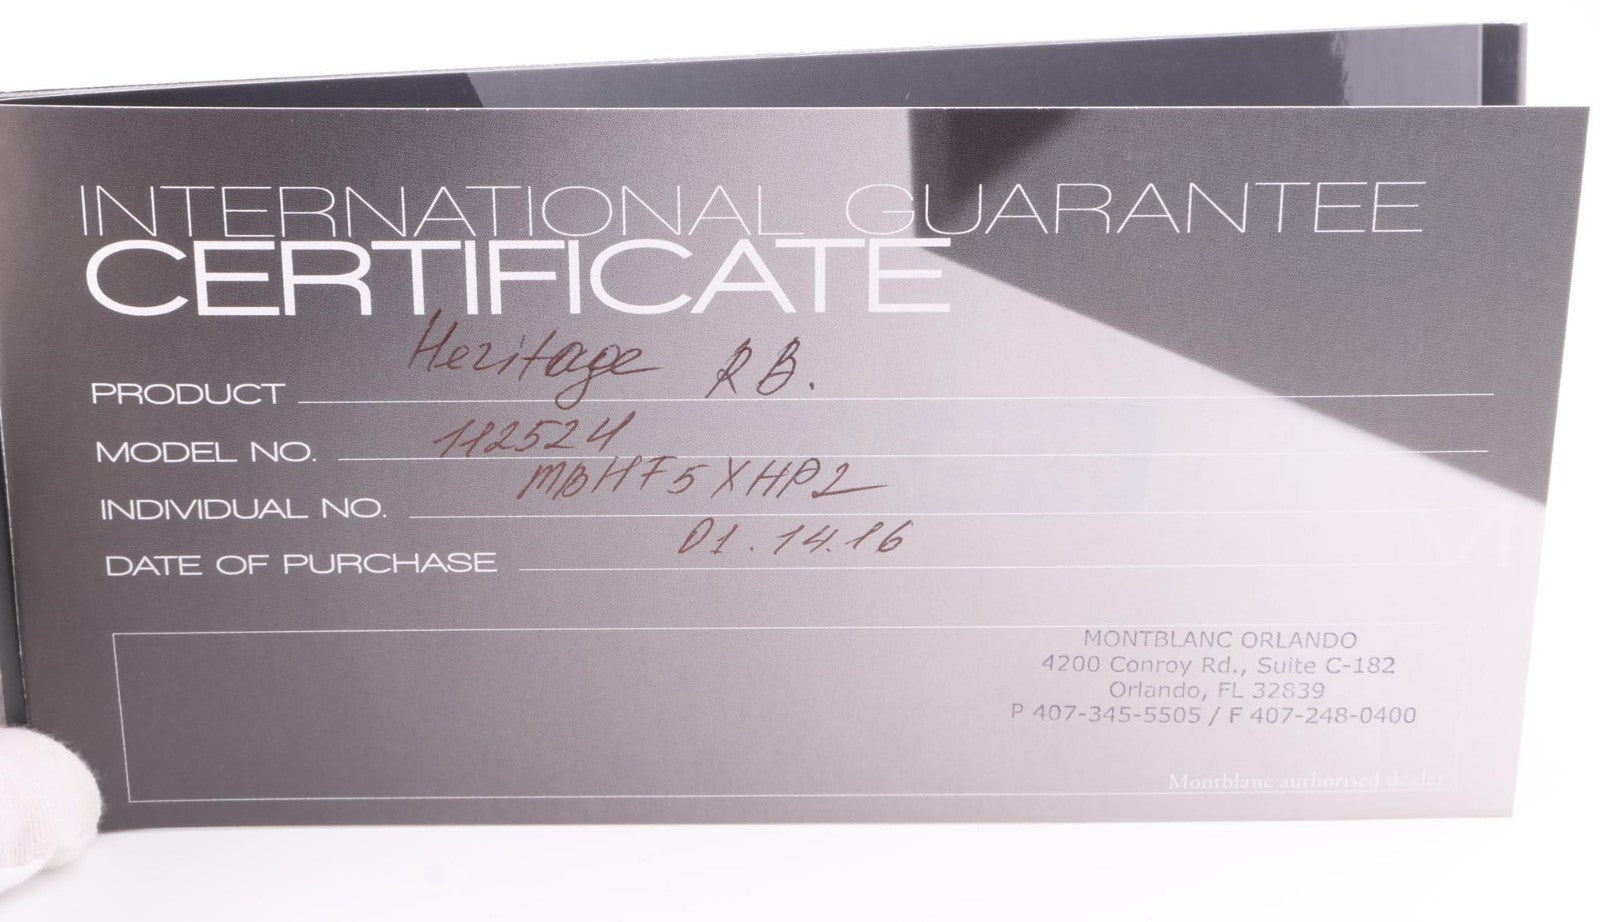 INTERNATIONAL GUARANTEE
CERTIFICATE
PRODUCT Heritage RB.
MODEL NO. 112524
INDIVIDUAL NO. MBHF5XHP2
DATE OF PURCHASE 01.14.16
MONTBLANC ORLANDO
4200 Conroy Rd., Suite C-182
Orlando, FL 32839
P 407-345-5505 / F 407-248-0400
Montblanc authorised dealer